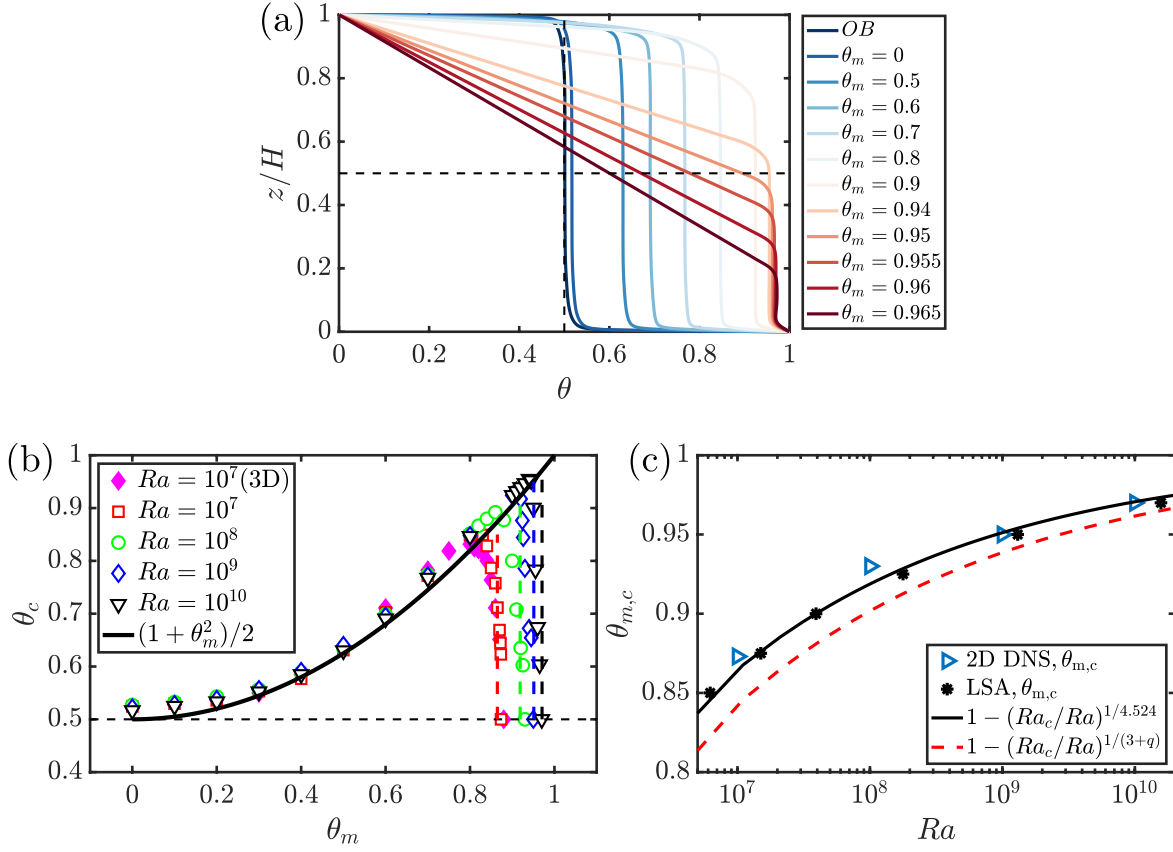 (a)
1
0.8
0.6
0.4
0.2
0
z/H
0
0.2
0.4
0.6
0.8
1
θ
OB
θ_m = 0
θ_m = 0.5
θ_m = 0.6
θ_m = 0.7
θ_m = 0.8
θ_m = 0.9
θ_m = 0.94
θ_m = 0.95
θ_m = 0.955
θ_m = 0.96
θ_m = 0.965
(b)
1
0.9
0.8
0.7
0.6
0.5
0.4
θ_c
0
0.2
0.4
0.6
0.8
1
θ_m
Ra = 10^7(3D)
Ra = 10^7
Ra = 10^8
Ra = 10^9
Ra = 10^10
(1 + θ_m^2)/2
(c)
1
0.95
0.9
0.85
0.8
θ_{m,c}
10^7
10^8
10^9
10^10
Ra
2D DNS, θ_{m,c}
LSA, θ_{m,c}
1 − (Ra_c/Ra)^{1/4.524}
1 − (Ra_c/Ra)^{1/(3+q)}